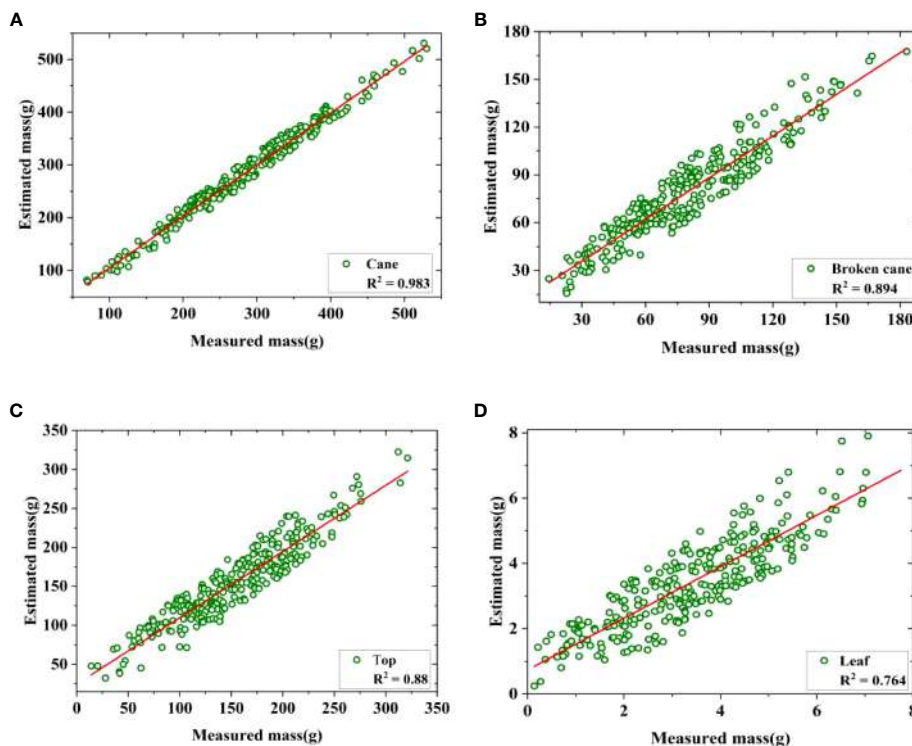 A
500
400
300
200
100
Estimated mass(g)
Cane
R² = 0.983
100 200 300 400 500
Measured mass(g)
B
180
150
120
90
60
30
Estimated mass(g)
Broken cane
R² = 0.894
30 60 90 120 150 180
Measured mass(g)
C
350
300
250
200
150
100
50
Estimated mass(g)
Top
R² = 0.88
0 50 100 150 200 250 300 350
Measured mass(g)
D
8
6
4
2
0
Estimated mass(g)
Leaf
R² = 0.764
0 2 4 6 8
Measured mass(g)